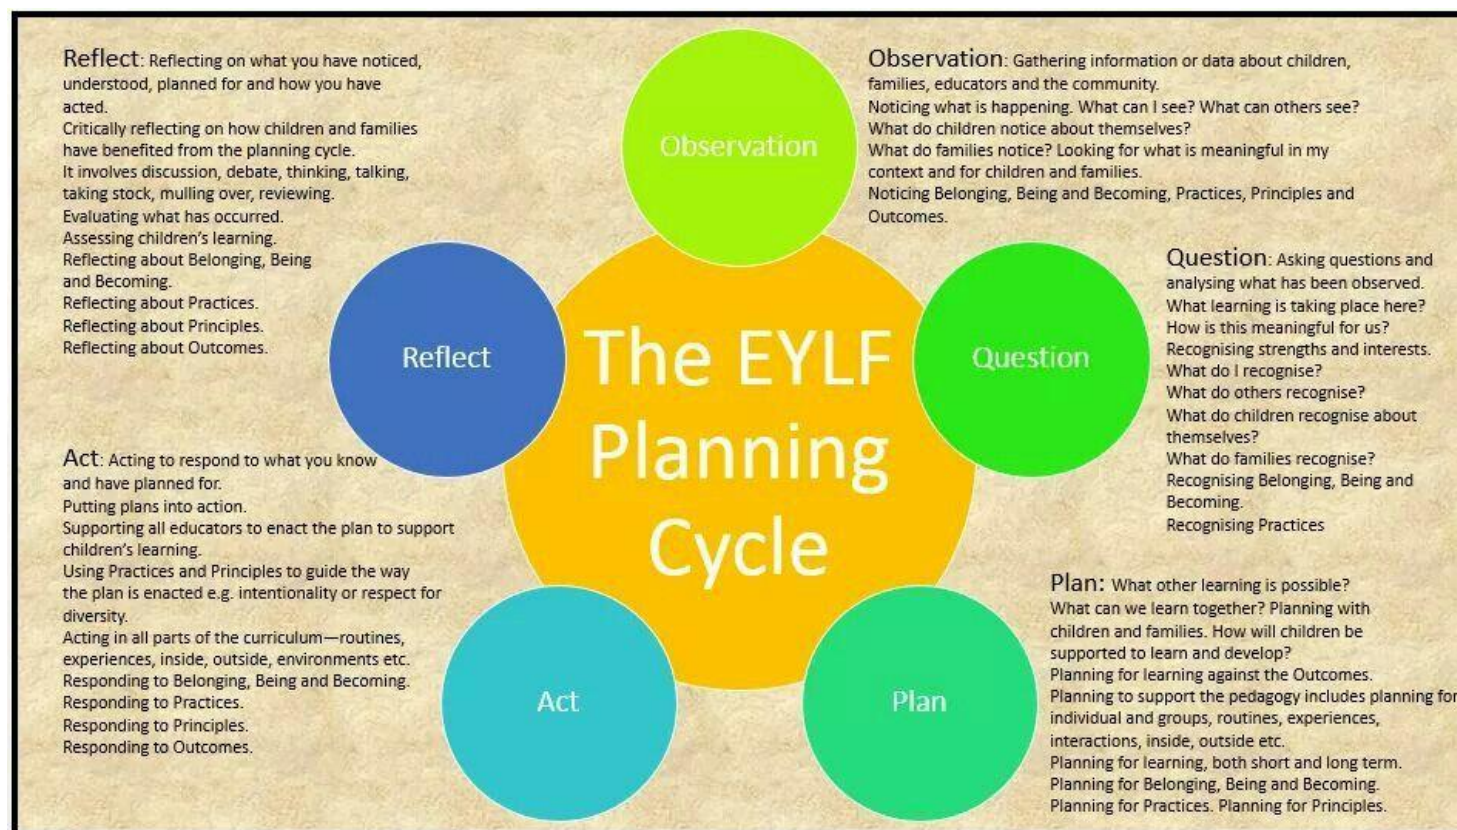 Reflect: Reflecting on what you have noticed,
understood, planned for and how you have
acted.
Critically reflecting on how children and families
have benefited from the planning cycle.
It involves discussion, debate, thinking, talking,
taking stock, mulling over, reviewing.
Evaluating what has occurred.
Assessing children's learning.
Reflecting about Belonging, Being
and Becoming.
Reflecting about Practices.
Reflecting about Principles.
Reflecting about Outcomes.
Observation
Observation: Gathering information or data about children,
families, educators and the community.
Noticing what is happening. What can I see? What can others see?
What do children notice about themselves?
What do families notice? Looking for what is meaningful in my
context and for children and families.
Noticing Belonging, Being and Becoming, Practices, Principles and
Outcomes.
Reflect
The EYLF
Planning
Cycle
Question
Question: Asking questions and
analysing what has been observed.
What learning is taking place here?
How is this meaningful for us?
Recognising strengths and interests.
What do I recognise?
What do others recognise?
What do children recognise about
themselves?
What do families recognise?
Recognising Belonging, Being and
Becoming.
Recognising Practices
Act: Acting to respond to what you know
and have planned for.
Putting plans into action.
Supporting all educators to enact the plan to support
children's learning.
Using Practices and Principles to guide the way
the plan is enacted e.g. intentionality or respect for
diversity.
Acting in all parts of the curriculum—routines,
experiences, inside, outside, environments etc.
Responding to Belonging, Being and Becoming.
Responding to Practices.
Responding to Principles.
Responding to Outcomes.
Act
Plan
Plan: What other learning is possible?
What can we learn together? Planning with
children and families. How will children be
supported to learn and develop?
Planning for learning against the Outcomes.
Planning to support the pedagogy includes planning for
individual and groups, routines, experiences,
interactions, inside, outside etc.
Planning for learning, both short and long term.
Planning for Belonging, Being and Becoming.
Planning for Practices. Planning for Principles.